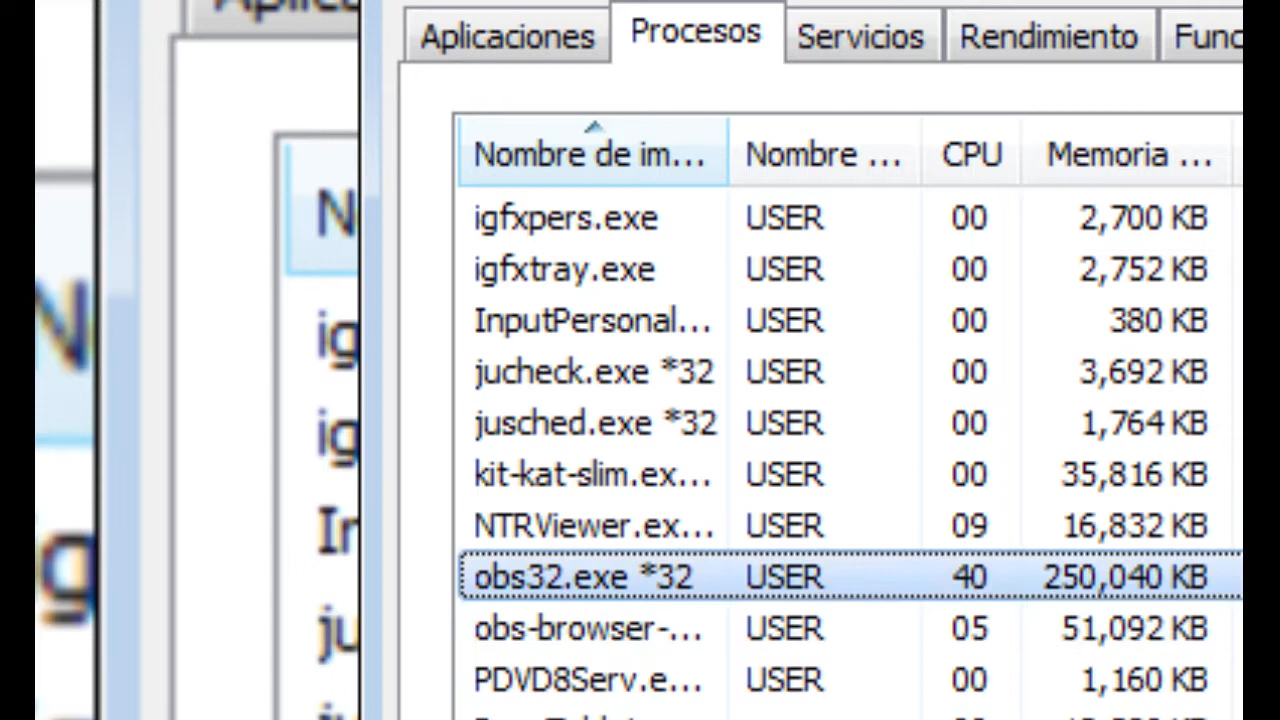 Aplicaciones Procesos Servicios Rendimiento Func
Nombre de im... Nombre ... CPU Memoria ...
igfxpers.exe USER 00 2,700 KB
igfxtray.exe USER 00 2,752 KB
InputPersonal... USER 00 380 KB
jucheck.exe *32 USER 00 3,692 KB
jusched.exe *32 USER 00 1,764 KB
kit-kat-slim.ex... USER 00 35,816 KB
NTRViewer.ex... USER 09 16,832 KB
obs32.exe *32 USER 40 250,040 KB
obs-browser-... USER 05 51,092 KB
PDVD8Serv.e... USER 00 1,160 KB